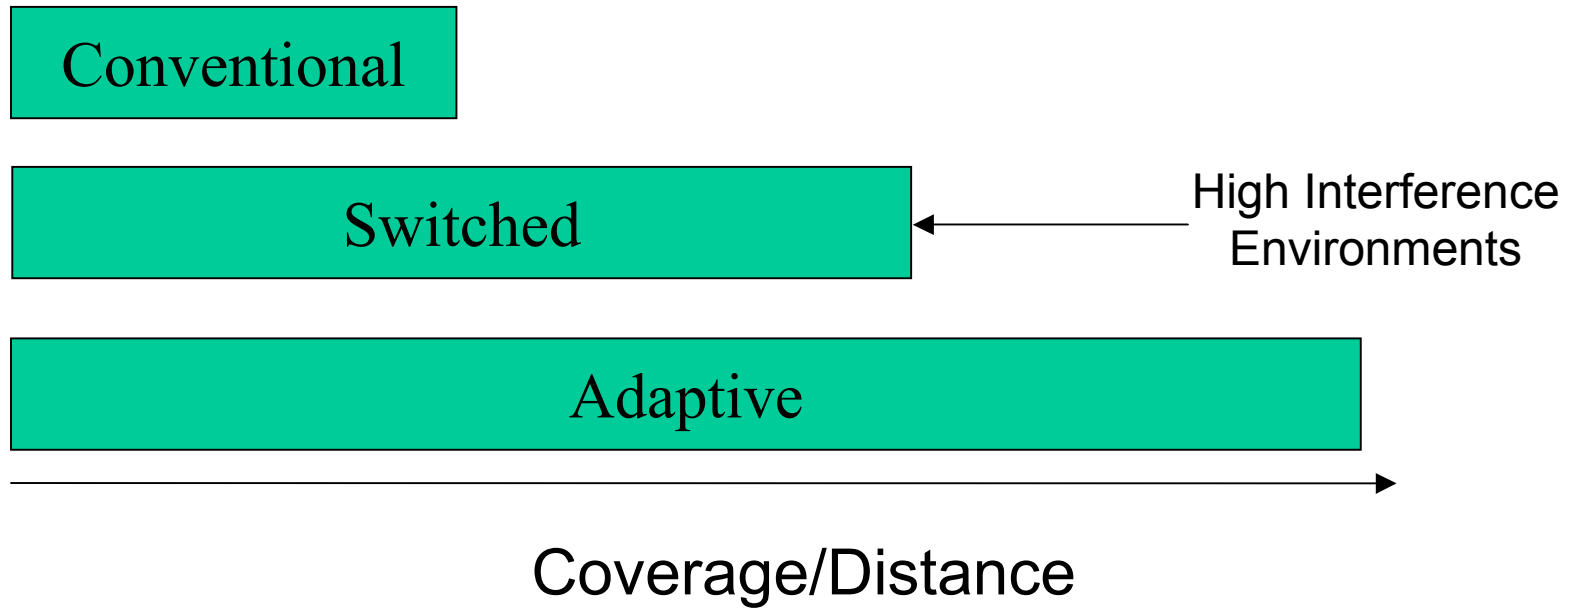 Conventional
Switched
High Interference
Environments
Adaptive
Coverage/Distance